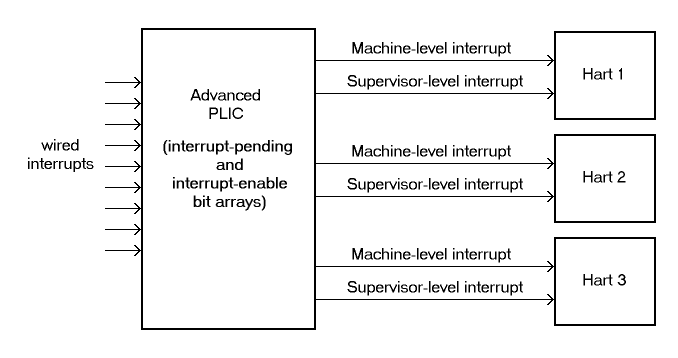 wired
interrupts
Advanced
PLIC
(interrupt-pending
and
interrupt-enable
bit arrays)
Machine-level interrupt
Supervisor-level interrupt
Hart 1
Machine-level interrupt
Supervisor-level interrupt
Hart 2
Machine-level interrupt
Supervisor-level interrupt
Hart 3